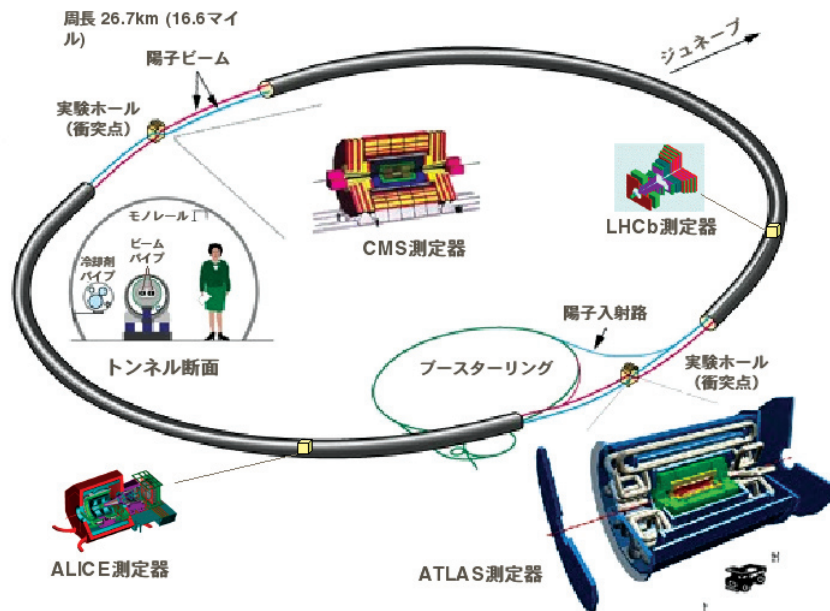 周長 26.7km (16.6マイ
ル)
陽子ビーム
ジュネーブ
実験ホール
(衝突点)
モノレール
ビーム
パイプ
冷却剤
パイプ
トンネル断面
CMS測定器
LHCb測定器
陽子入射路
ブースターリング
実験ホール
(衝突点)
ALICE測定器
ATLAS測定器